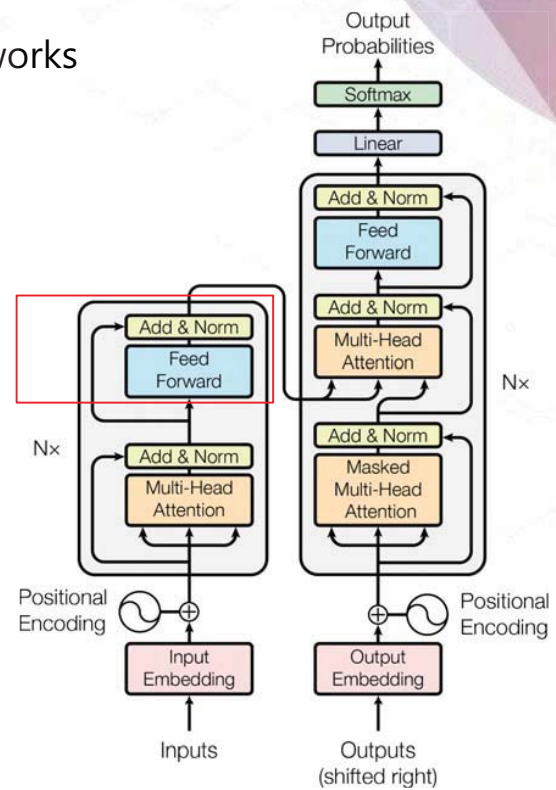 works
Output
Probabilities
Softmax
Linear
Add & Norm
Feed
Forward
Add & Norm
Multi-Head
Attention
Add & Norm
Masked
Multi-Head
Attention
N×
Positional
Encoding
Output
Embedding
Outputs
(shifted right)
Add & Norm
Feed
Forward
Add & Norm
Multi-Head
Attention
N×
Positional
Encoding
Input
Embedding
Inputs